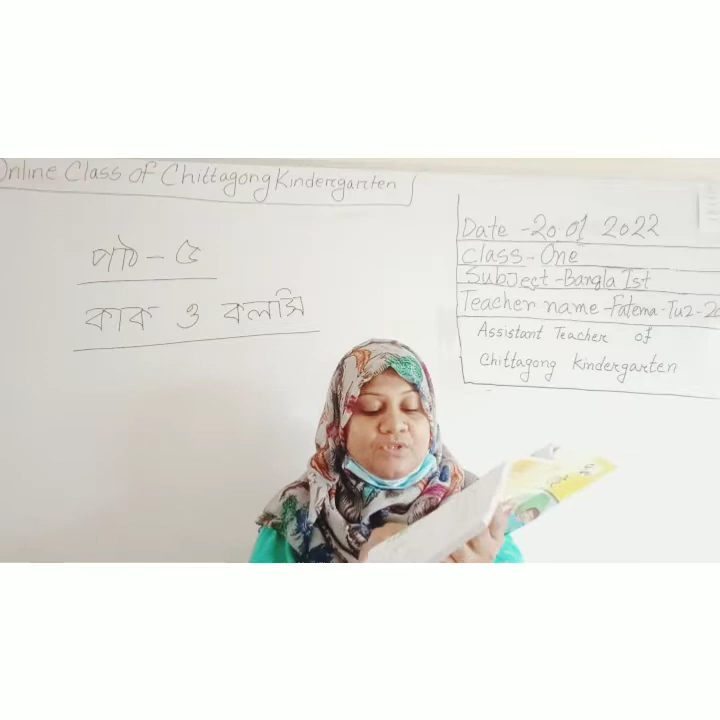 Online Class of Chittagong Kindergarten
পাঠ - ৫
কাক ও কলসি
Date - 20 01 2022
Class - One
Subject - Bangla Ist
Teacher name - Fatema - Tuz -
Assistant Teacher of
Chittagong Kindergarten